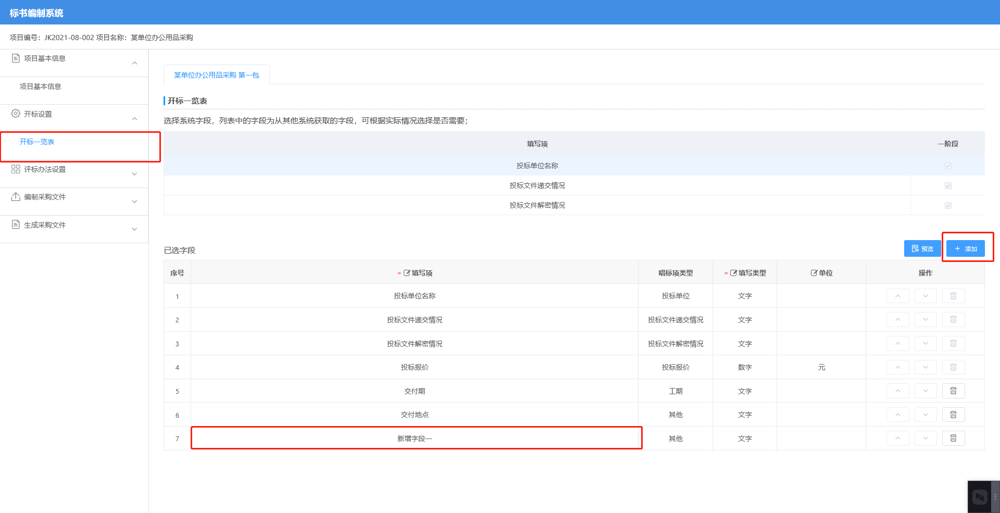 标书编制系统
项目编号：JK2021-08-002 项目名称：某单位办公用品采购
项目基本信息
项目基本信息
开标设置
开标一览表
评标办法设置
编制采购文件
生成采购文件
某单位办公用品采购 第一包
开标一览表
选择系统字段，列表中的字段为从其他系统获取的字段，可根据实际情况选择是否需要；
填写项 一阶段
投标单位名称
投标文件递交情况
投标文件解密情况
已选字段 预览 + 添加
序号 * 填写项 唱标项类型 * 填写类型 单位 操作
1 投标单位名称 投标单位 文字
2 投标文件递交情况 投标文件递交情况 文字
3 投标文件解密情况 投标文件解密情况 文字
4 投标报价 投标报价 数字 元
5 交付期 工期 文字
6 交付地点 其他 文字
7 新增字段一 其他 文字